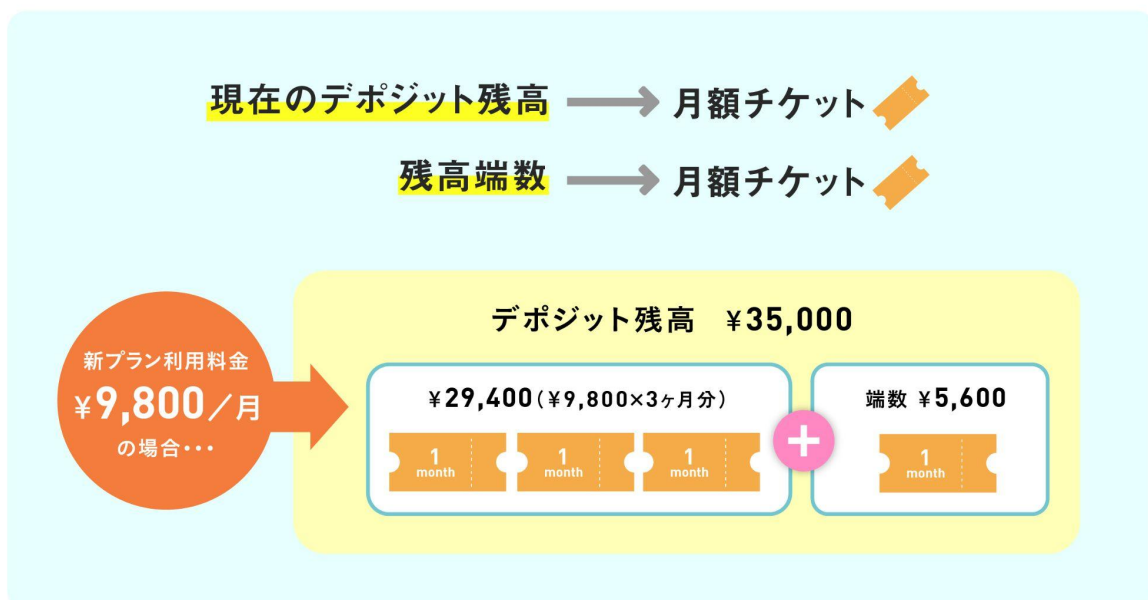 現在のデポジット残高 → 月額チケット
残高端数 → 月額チケット
デポジット残高 ¥35,000
新プラン利用料金
¥9,800/月
の場合・・・
¥29,400(¥9,800×3ヶ月分)
1
month
1
month
1
month
+
端数 ¥5,600
1
month